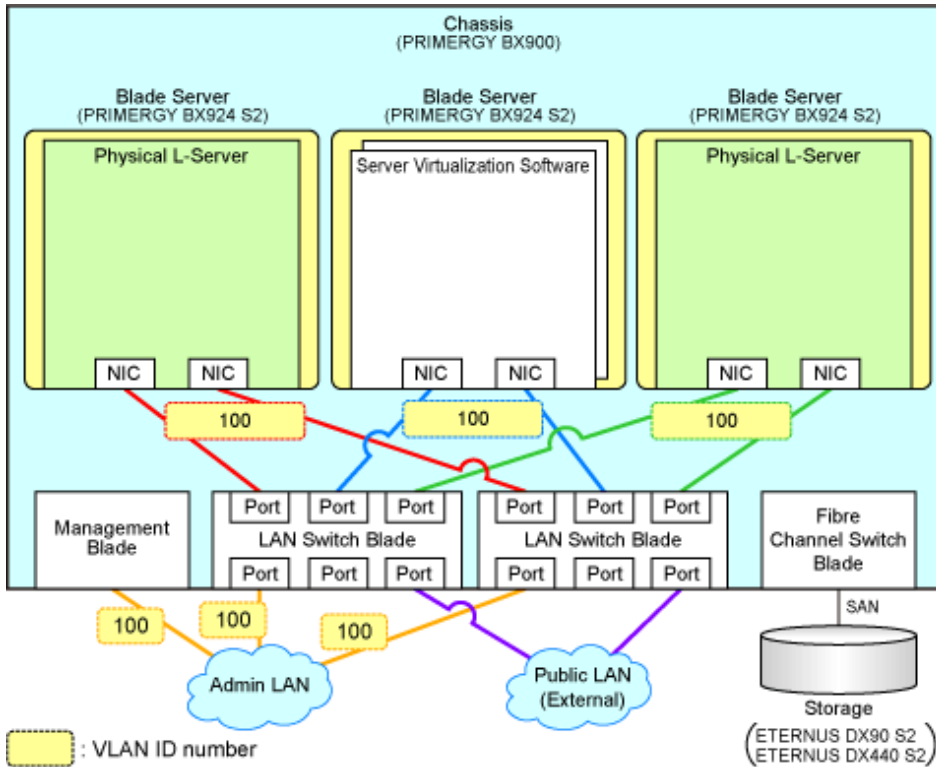 Chassis
(PRIMERGY BX900)
Blade Server
(PRIMERGY BX924 S2)
Blade Server
(PRIMERGY BX924 S2)
Blade Server
(PRIMERGY BX924 S2)
Physical L-Server
Server Virtualization Software
Physical L-Server
NIC
NIC
NIC
NIC
NIC
NIC
100
100
100
Management
Blade
Port
Port
Port
LAN Switch Blade
Port
Port
Port
Port
Port
Port
LAN Switch Blade
Port
Port
Port
Fibre
Channel Switch
Blade
100
100
100
SAN
Admin LAN
Public LAN
(External)
Storage
(ETERNUS DX90 S2
ETERNUS DX440 S2)
: VLAN ID number